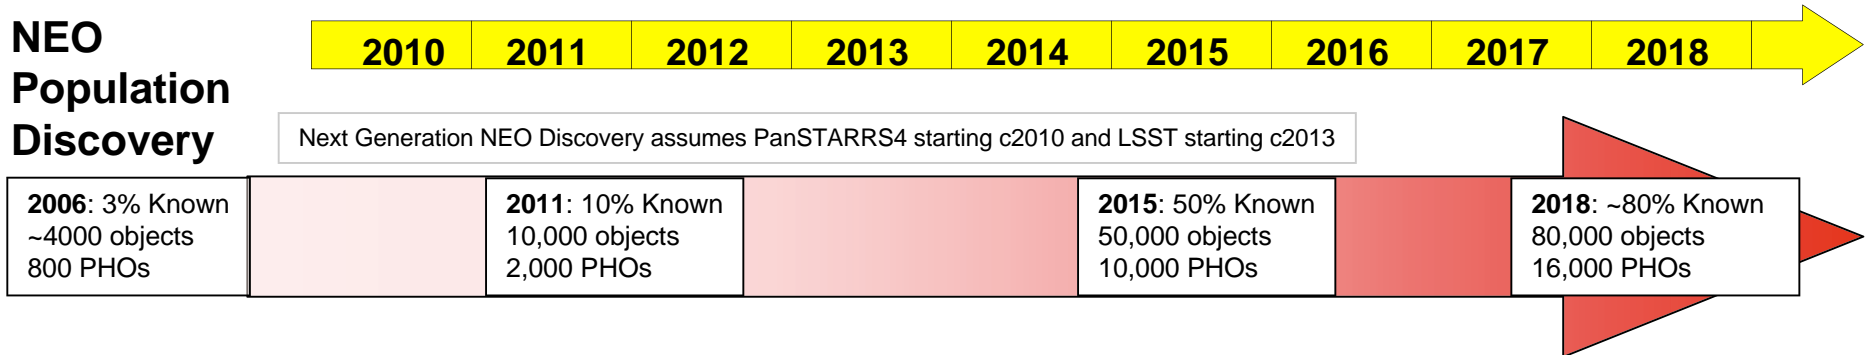 NEO
Population
Discovery
2010 2011 2012 2013 2014 2015 2016 2017 2018
Next Generation NEO Discovery assumes PanSTARRS4 starting c2010 and LSST starting c2013
2006: 3% Known
~4000 objects
800 PHOs
2011: 10% Known
10,000 objects
2,000 PHOs
2015: 50% Known
50,000 objects
10,000 PHOs
2018: ~80% Known
80,000 objects
16,000 PHOs